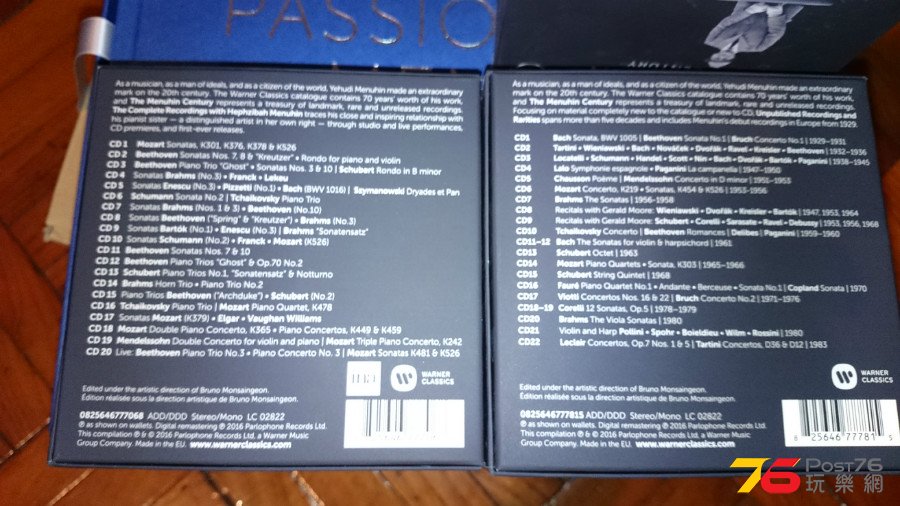 PASSIO
As a musician, as a man of ideals, and as a citizen of the world, Yehudi Menuhin made an extraordinary
mark on the 20th century. The Warner Classics catalogue contains 70 years' worth of his work,
and The Menuhin Century represents a treasury of landmark, rare and unreleased recordings.
The Complete Recordings with Hephzibah Menuhin traces his close and inspiring relationship with
his pianist sister — a distinguished artist in her own right — through studio and live performances,
CD premieres, and first-ever releases.
CD 1 Mozart Sonatas, K301, K376, K378 & K526
CD 2 Beethoven Sonatas Nos 7, 8 & "Kreutzer" • Rondo for piano and violin
CD 3 Beethoven Piano Trio "Ghost" • Sonatas Nos 3 & 10 | Schubert Rondo in B minor
CD 4 Sonatas Brahms (No.3) • Franck • Lekeu
CD 5 Sonatas Enescu (No.3) • Pizzetti (No.1) • Bach (BWV 1016) | Szymanowski Dryades et Pan
CD 6 Schumann Sonata No.2 | Tchaikovsky Piano Trio
CD 7 Sonatas Brahms (Nos 1 & 3) • Beethoven (No.10)
CD 8 Sonatas Beethoven ("Spring" & "Kreutzer") • Brahms (No.3)
CD 9 Sonatas Bartók (No.1) • Enescu (No.3) | Brahms "Sonatensatz"
CD 10 Sonatas Schumann (No.2) • Franck • Mozart (K526)
CD 11 Beethoven Sonatas Nos 7 & 10
CD 12 Beethoven Piano Trios "Ghost" & Op.70 No.2
CD 13 Schubert Piano Trios No.1, "Sonatensatz" & Notturno
CD 14 Brahms Horn Trio • Piano Trio No.2
CD 15 Piano Trios Beethoven ("Archduke") • Schubert (No.2)
CD 16 Tchaikovsky Piano Trio | Mozart Piano Quartet, K478
CD 17 Sonatas Mozart (K379) • Elgar • Vaughan Williams
CD 18 Mozart Double Piano Concerto, K365 • Piano Concertos, K449 & K459
CD 19 Mendelssohn Double Concerto for violin and piano | Mozart Triple Piano Concerto, K242
CD 20 Live: Beethoven Piano Trio No.3 • Piano Concerto No. 3 | Mozart Sonatas K481 & K526
Edited under the artistic direction of Bruno Monsaingeon.
Édition réalisée sous la direction artistique de Bruno Monsaingeon.
WARNER
CLASSICS
0825646777068 ADD/DDD Stereo/Mono LC 02822
℗ as shown on wallets. Digital remastering ℗ 2016 Parlophone Records Ltd.
This compilation ℗ & © 2016 Parlophone Records Ltd, a Warner Music
Group Company. Made in the EU. www.warnerclassics.com
As a musician, as a man of ideals, and as a citizen of the world, Yehudi Menuhin made an extraordinary
mark on the 20th century. The Warner Classics catalogue contains 70 years' worth of his work,
and The Menuhin Century represents a treasury of landmark, rare and unreleased recordings.
Focusing on material completely new to the catalogue or new to CD, Unpublished Recordings and
Rarities spans more than five decades and includes Menuhin's debut recordings in Europe from 1929.
CD1 Bach Sonata, BWV 1005 | Beethoven Sonata No.1 | Bruch Concerto No.1 | 1929–1931
CD2 Tartini • Wieniawski • Bach • Nováček • Dvořák • Ravel • Kreisler • Beethoven | 1932–1936
CD3 Locatelli • Schumann • Handel • Scott • Nin • Bach • Dvořák • Bartók • Paganini | 1938–1945
CD4 Lalo Symphonie espagnole • Paganini La campanella | 1947–1950
CD5 Chausson Poème | Mendelssohn Concerto in D minor | 1951–1953
CD6 Mozart Concerto, K219 • Sonatas, K454 & K526 | 1953–1956
CD7 Brahms Sonatas | 1956–1958
CD8 Recitals with Gerald Moore: Wieniawski • Dvořák • Kreisler • Bartók | 1947, 1953, 1964
CD9 Recitals with Gerald Moore: Schubert • Corelli • Sarasate • Ravel • Debussy | 1953, 1956, 1968
CD10 Tchaikovsky Concerto | Beethoven Romances | Delibes | Paganini | 1959–1960
CD11–12 Bach The Sonatas for violin & harpsichord | 1961
CD13 Schubert Octet | 1963
CD14 Mozart Piano Quartets • Sonata, K303 | 1965–1966
CD15 Schubert String Quintet | 1968
CD16 Fauré Piano Quartet No.1 • Andante • Berceuse • Sonata No.1 | Copland Sonata | 1970
CD17 Viotti Concertos Nos 16 & 22 | Bruch Concerto No.2 | 1971–1976
CD18–19 Corelli 12 Sonatas, Op.5 | 1978–1979
CD20 Brahms The Viola Sonatas | 1980
CD21 Violin and Harp Pollini • Spohr • Boieldieu • Wilm • Rossini | 1980
CD22 Leclair Concertos, Op.7 Nos 1 & 5 | Tartini Concertos, D36 & D12 | 1983
Edited under the artistic direction of Bruno Monsaingeon.
Édition réalisée sous la direction artistique de Bruno Monsaingeon.
WARNER
CLASSICS
0825646777815 ADD/DDD Stereo/Mono LC 02822
℗ as shown on wallets. Digital remastering ℗ 2016 Parlophone Records Ltd.
This compilation ℗ & © 2016 Parlophone Records Ltd, a Warner Music
Group Company. Made in the EU. www.warnerclassics.com
8 25646 77781 5
76 POST76
玩樂網